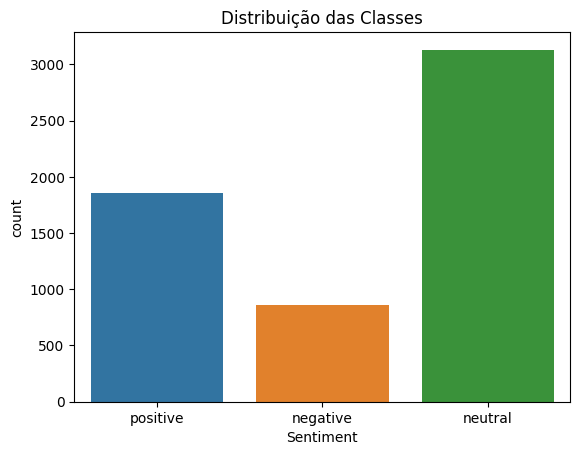 Distribuição das Classes
count
3000
2500
2000
1500
1000
500
0
positive negative neutral
Sentiment